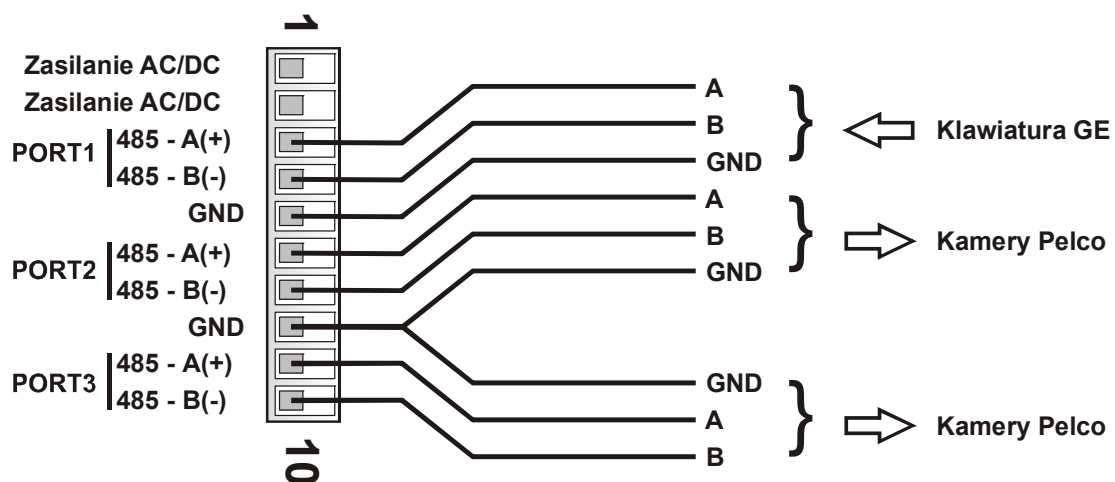 1
Zasilanie AC/DC
Zasilanie AC/DC
PORT1
485 - A(+)
485 - B(-)
GND
PORT2
485 - A(+)
485 - B(-)
GND
PORT3
485 - A(+)
485 - B(-)
10
A
B
GND
Klawiatura GE
A
B
GND
Kamery Pelco
GND
A
B
Kamery Pelco